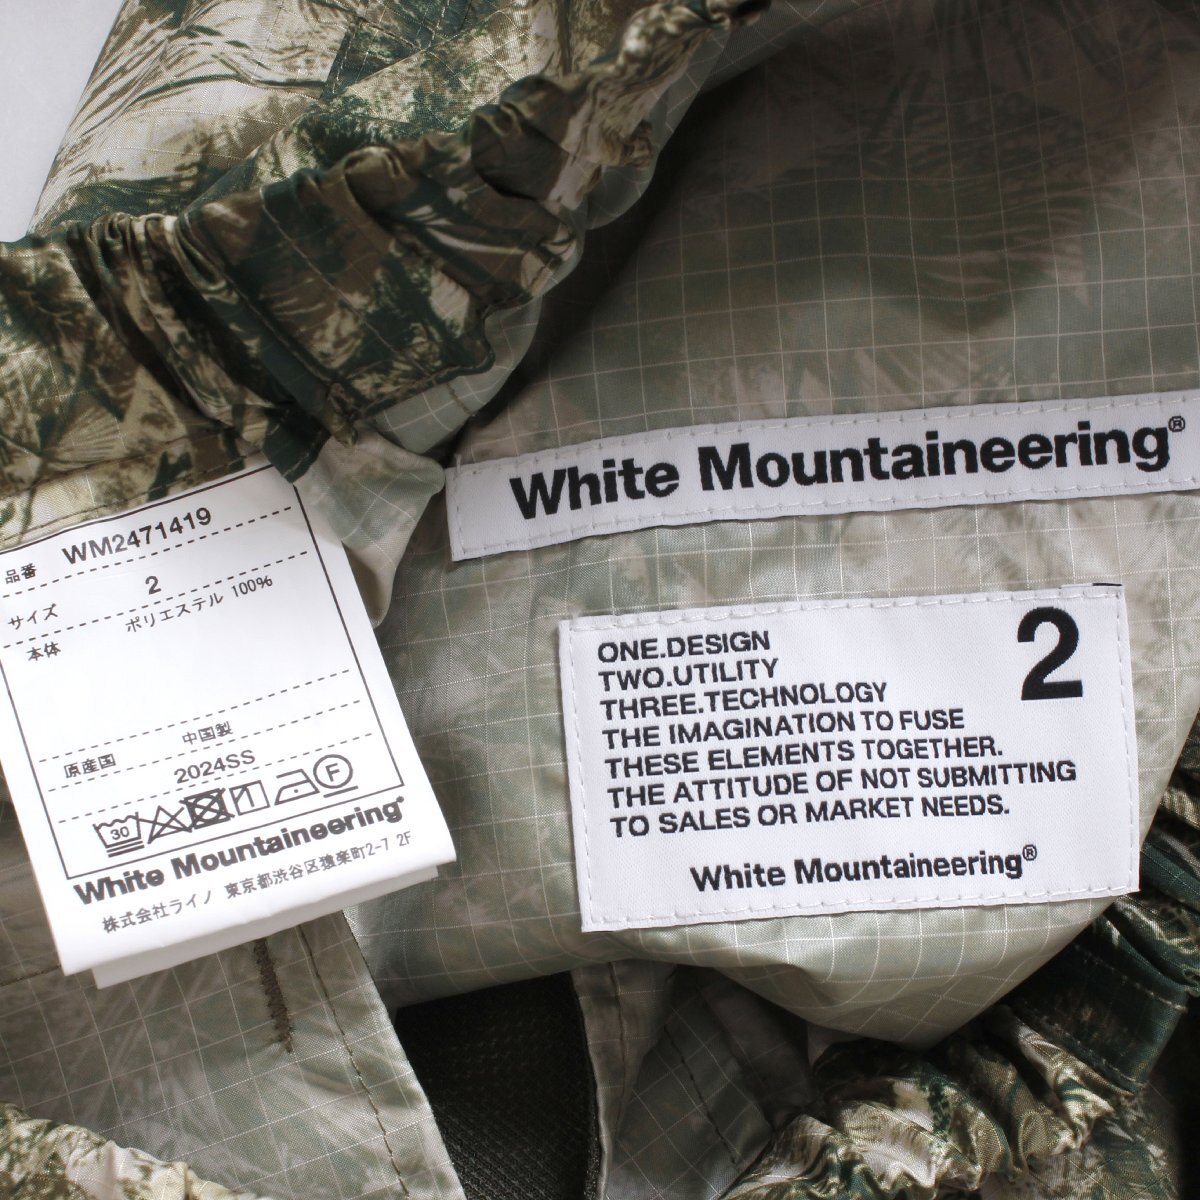 品番 WM2471419
サイズ 2
本体 ポリエステル 100%
原産国 中国製
2024SS
30 F
White Mountaineering®
株式会社ライノ 東京都渋谷区猿楽町2-7 2F
White Mountaineering®
2
ONE.DESIGN
TWO.UTILITY
THREE.TECHNOLOGY
THE IMAGINATION TO FUSE
THESE ELEMENTS TOGETHER.
THE ATTITUDE OF NOT SUBMITTING
TO SALES OR MARKET NEEDS.
White Mountaineering®